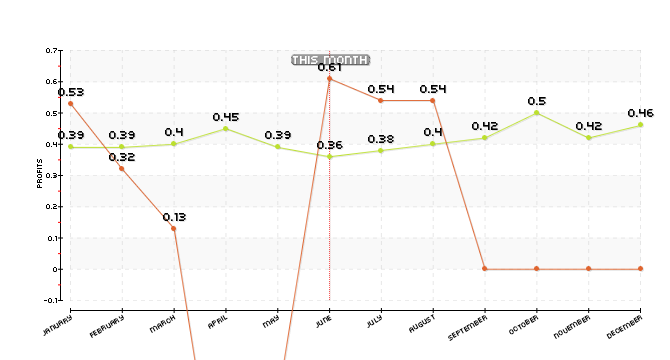 THIS MONTH
0.7
0.6
0.5
0.4
0.3
0.2
0.1
0
-0.1
PROFITS
0.53 0.32 0.13 0.61 0.54 0.54
0.39 0.39 0.4 0.45 0.39 0.36 0.38 0.4 0.42 0.5 0.42 0.46
JANUARY FEBRUARY MARCH APRIL MAY JUNE JULY AUGUST SEPTEMBER OCTOBER NOVEMBER DECEMBER